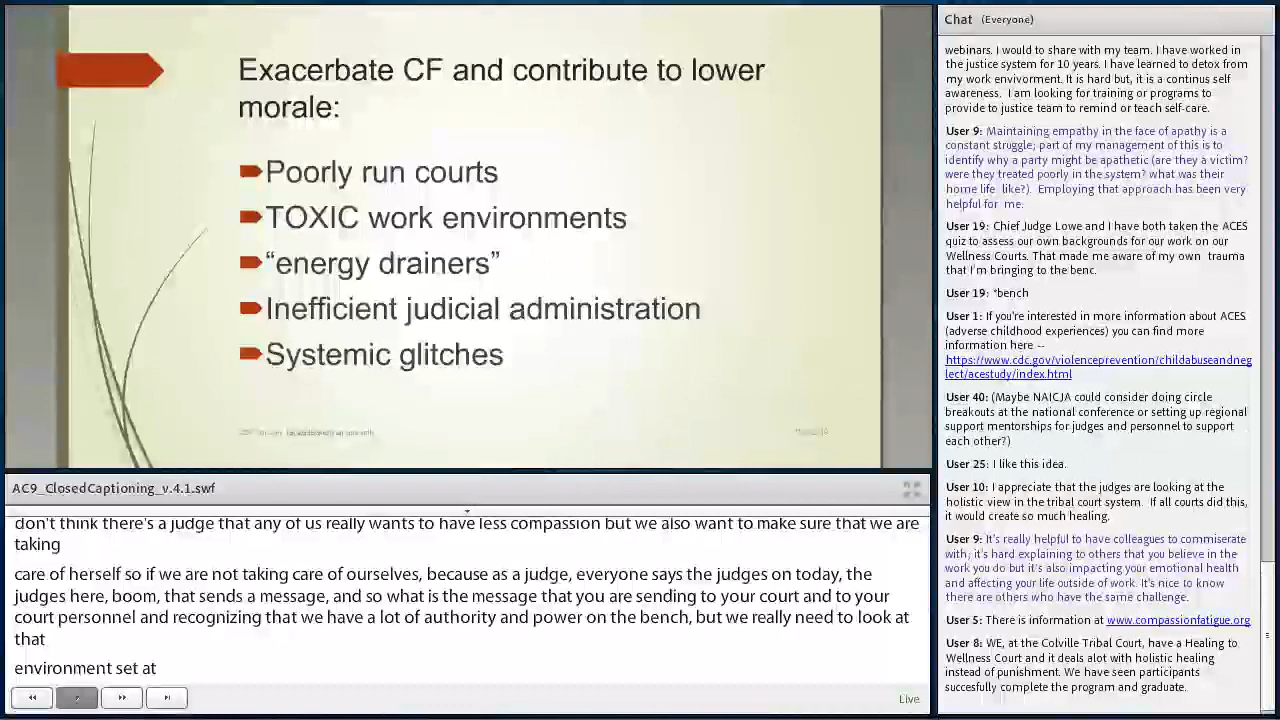 Exacerbate CF and contribute to lower
morale:
Poorly run courts
TOXIC work environments
“energy drainers”
Inefficient judicial administration
Systemic glitches
AC9_ClosedCaptioning_v.4.1.swf
don't think there's a judge that any of us really wants to have less compassion but we also want to make sure that we are
taking
care of herself so if we are not taking care of ourselves, because as a judge, everyone says the judges on today, the
judges here, boom, that sends a message, and so what is the message that you are sending to your court and to your
court personnel and recognizing that we have a lot of authority and power on the bench, but we really need to look at
that
environment set at
Live
Chat (Everyone)
webinars. I would to share with my team. I have worked in
the justice system for 10 years. I have learned to detox from
my work envivorment. It is hard but, it is a continus self
awareness. I am looking for training or programs to
provide to justice team to remind or teach self-care.
User 9: Maintaining empathy in the face of apathy is a
constant struggle; part of my management of this is to
identify why a party might be apathetic (are they a victim?
were they treated poorly in the system? what was their
home life like?). Employing that approach has been very
helpful for me.
User 19: Chief Judge Lowe and I have both taken the ACES
quiz to assess our own backgrounds for our work on our
Wellness Courts. That made me aware of my own trauma
that I'm bringing to the benc.
User 19: *bench
User 1: If you're interested in more information about ACES
(adverse childhood experiences) you can find more
information here --
https://www.cdc.gov/violenceprevention/childabuseandneg
lect/acestudy/index.html
User 40: (Maybe NAICJA could consider doing circle
breakouts at the national conference or setting up regional
support mentorships for judges and personnel to support
each other?)
User 25: I like this idea.
User 10: I appreciate that the judges are looking at the
holistic view in the tribal court system. If all courts did this,
it would create so much healing.
User 9: It's really helpful to have colleagues to commiserate
with; it's hard explaining to others that you believe in the
work you do but it's also impacting your emotional health
and affecting your life outside of work. It's nice to know
there are others who have the same challenge.
User 5: There is information at www.compassionfatigue.org
User 8: WE, at the Colville Tribal Court, have a Healing to
Wellness Court and it deals alot with holistic healing
instead of punishment. We have seen participants
succesfully complete the program and graduate.